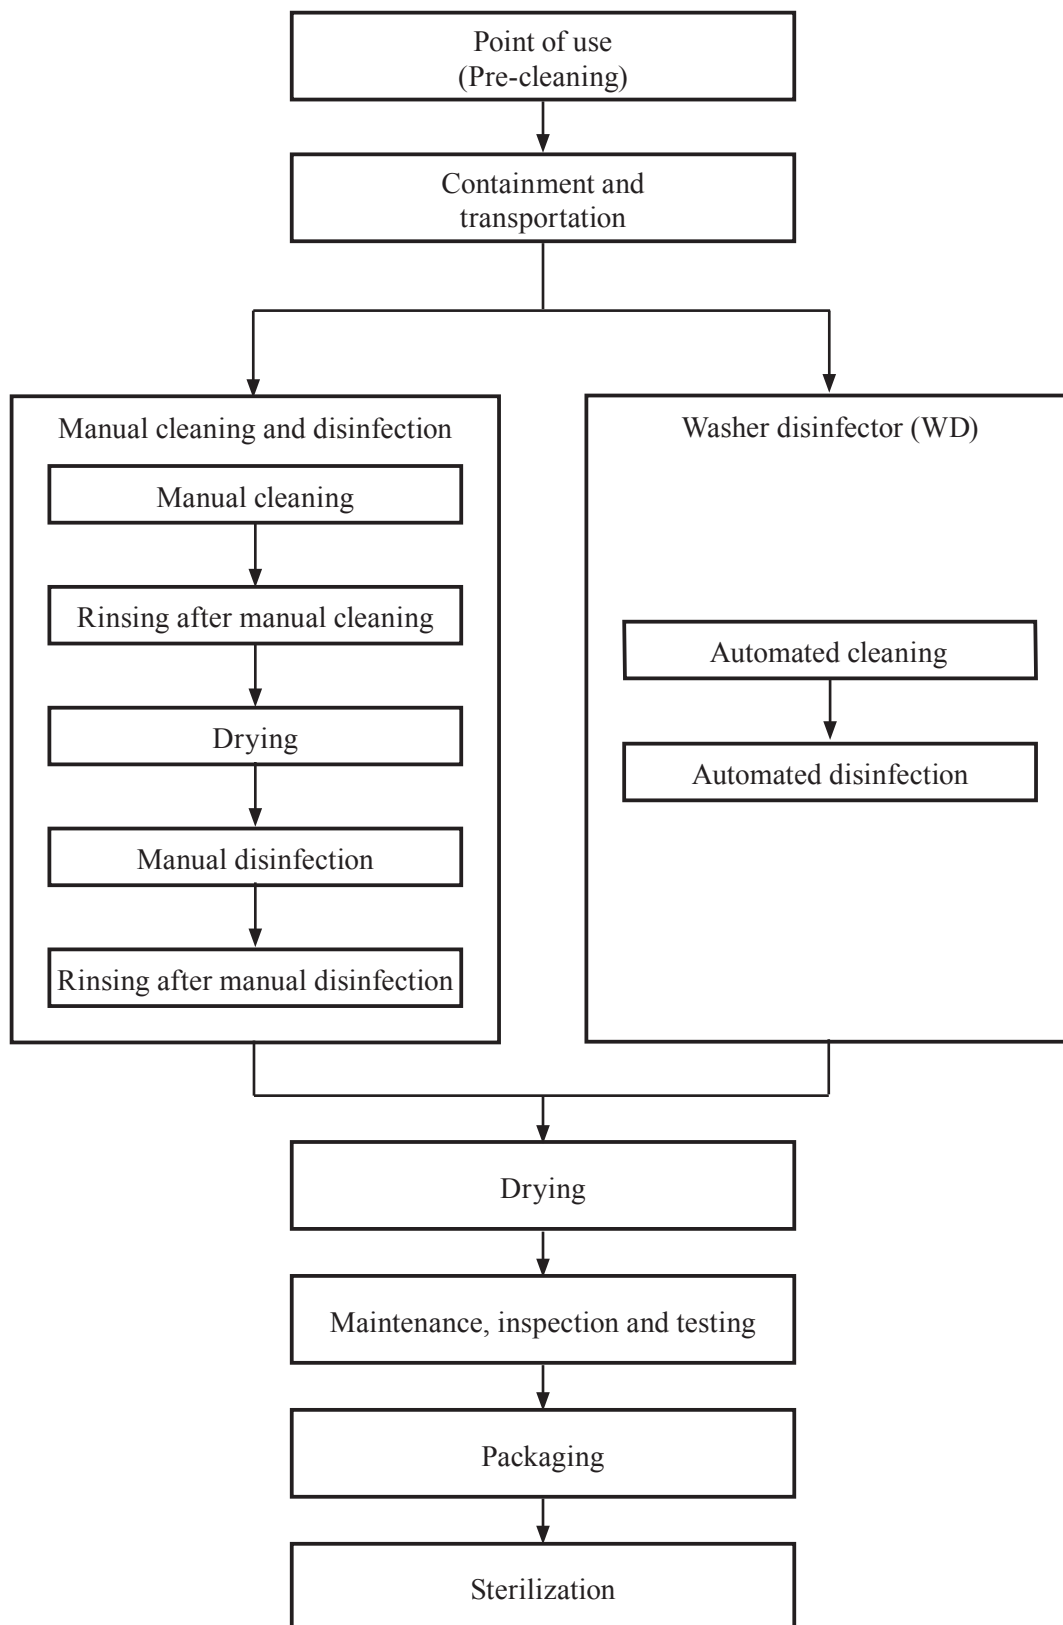 Point of use
(Pre-cleaning)
Containment and
transportation
Manual cleaning and disinfection
Manual cleaning
Rinsing after manual cleaning
Drying
Manual disinfection
Rinsing after manual disinfection
Washer disinfector (WD)
Automated cleaning
Automated disinfection
Drying
Maintenance, inspection and testing
Packaging
Sterilization